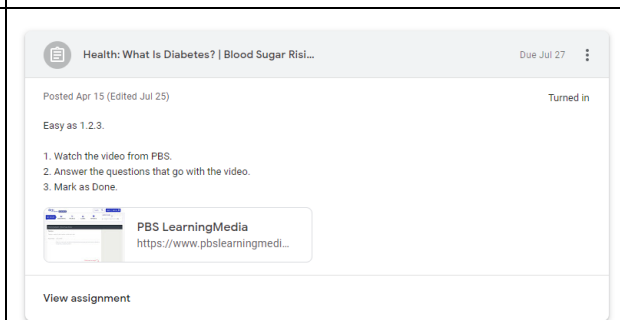 Health: What Is Diabetes? | Blood Sugar Risi...
Due Jul 27
Posted Apr 15 (Edited Jul 25)
Turned in
Easy as 1.2.3.
1. Watch the video from PBS.
2. Answer the questions that go with the video.
3. Mark as Done.
PBS LearningMedia
https://www.pbslearningmedi...
View assignment